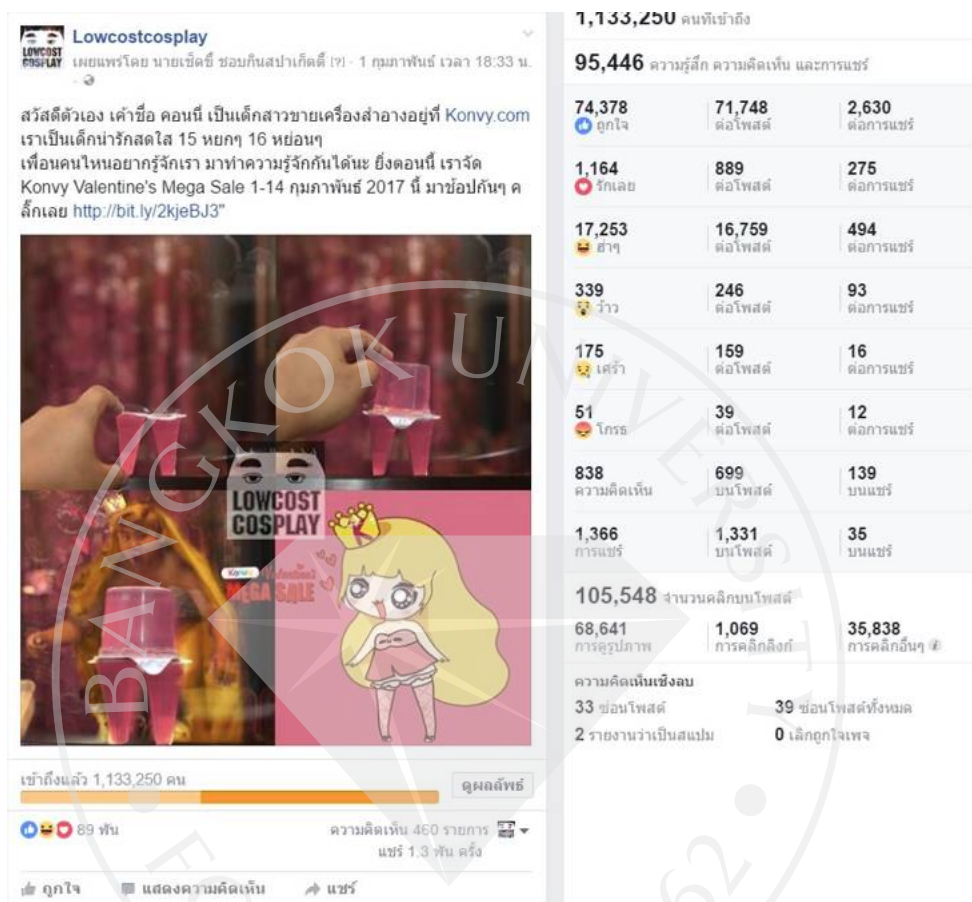 Lowcostcosplay
เผยแพร่โดย นายเช็ดขี้ ชอบกินสปาเก็ตตี้ [?] · 1 กุมภาพันธ์ เวลา 18:33 น. ·
สวัสดีตัวเอง เค้าชื่อ คอนนี่ เป็นเด็กสาวขายเครื่องสำอางอยู่ที่ Konvy.com
เราเป็นเด็กน่ารักสดใส 15 หยกๆ 16 หย่อนๆ
เพื่อนคนไหนอยากรู้จักเรา มาทำความรู้จักกันได้นะ ยิ่งตอนนี้ เราจัด
Konvy Valentine's Mega Sale 1-14 กุมภาพันธ์ 2017 นี้ มาช้อปกันๆ ค
ลิ๊กเลย http://bit.ly/2kjeBJ3"
LOWCOST
COSPLAY
Konvy
MEGA SALE
เข้าถึงแล้ว 1,133,250 คน
ดูผลลัพธ์
89 พัน
ความคิดเห็น 460 รายการ
แชร์ 1.3 พัน ครั้ง
ถูกใจ แสดงความคิดเห็น แชร์
1,133,250 คนที่เข้าถึง
95,446 ความรู้สึก ความคิดเห็น และการแชร์
74,378 71,748 2,630
ถูกใจ ต่อโพสต์ ต่อการแชร์
1,164 889 275
รักเลย ต่อโพสต์ ต่อการแชร์
17,253 16,759 494
ฮ่าๆ ต่อโพสต์ ต่อการแชร์
339 246 93
ว้าว ต่อโพสต์ ต่อการแชร์
175 159 16
เศร้า ต่อโพสต์ ต่อการแชร์
51 39 12
โกรธ ต่อโพสต์ ต่อการแชร์
838 699 139
ความคิดเห็น บนโพสต์ บนแชร์
1,366 1,331 35
การแชร์ บนโพสต์ บนแชร์
105,548 จำนวนคลิกบนโพสต์
68,641 1,069 35,838
การดูรูปภาพ การคลิกลิงก์ การคลิกอื่นๆ
ความคิดเห็นเชิงลบ
33 ซ่อนโพสต์ 39 ซ่อนโพสต์ทั้งหมด
2 รายงานว่าเป็นสแปม 0 เลิกถูกใจเพจ
BANGKOK UNIVERSITY